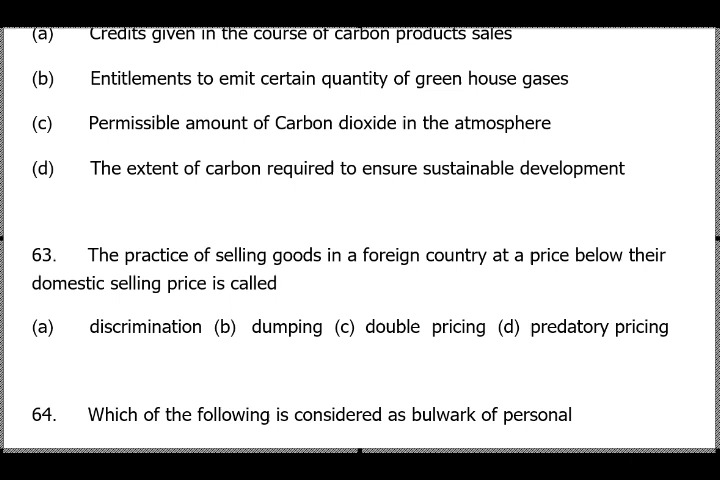 (a) Credits given in the course of carbon products sales
(b) Entitlements to emit certain quantity of green house gases
(c) Permissible amount of Carbon dioxide in the atmosphere
(d) The extent of carbon required to ensure sustainable development
63. The practice of selling goods in a foreign country at a price below their
domestic selling price is called
(a) discrimination (b) dumping (c) double pricing (d) predatory pricing
64. Which of the following is considered as bulwark of personal